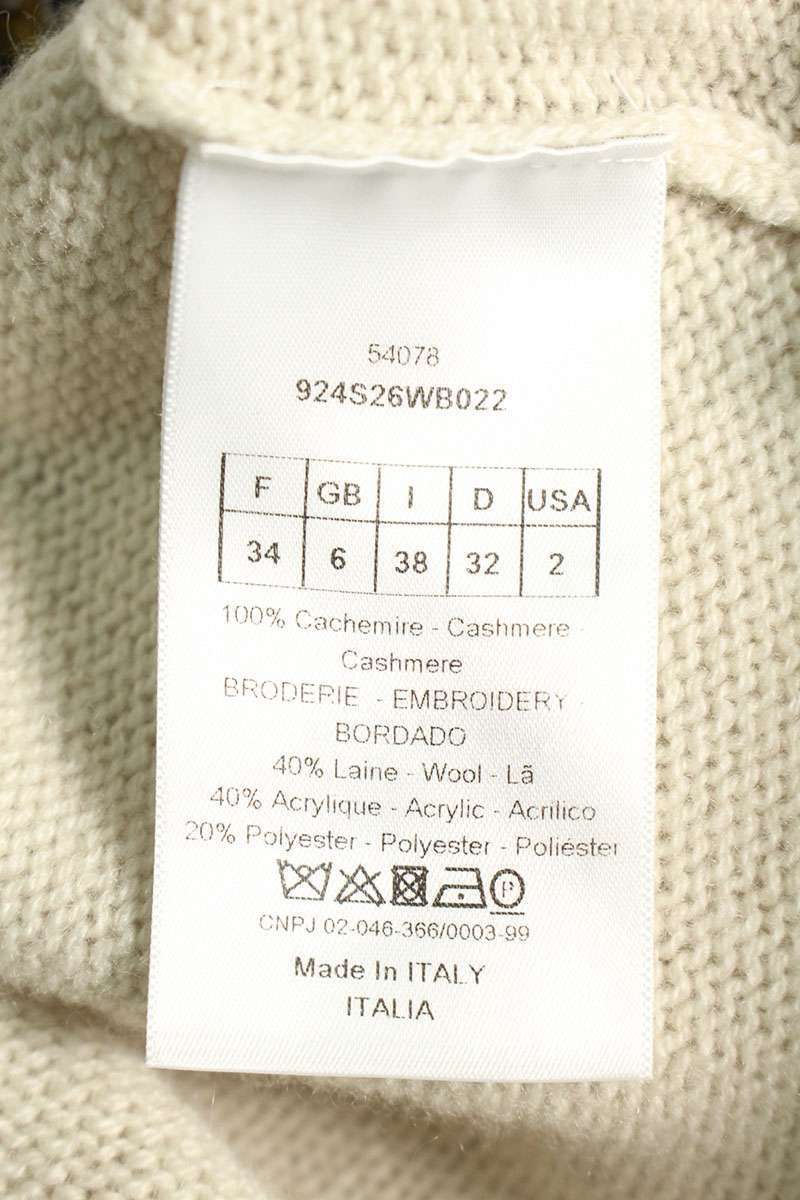 54078
924S26WB022
F GB I D USA
34 6 38 32 2
100% Cachemire - Cashmere -
Cashmere
BRODERIE - EMBROIDERY -
BORDADO
40% Laine - Wool - Lã
40% Acrylique - Acrylic - Acrílico
20% Polyester - Polyester - Poliéster
P
CNPJ 02-046-366/0003-99
Made In ITALY
ITALIA